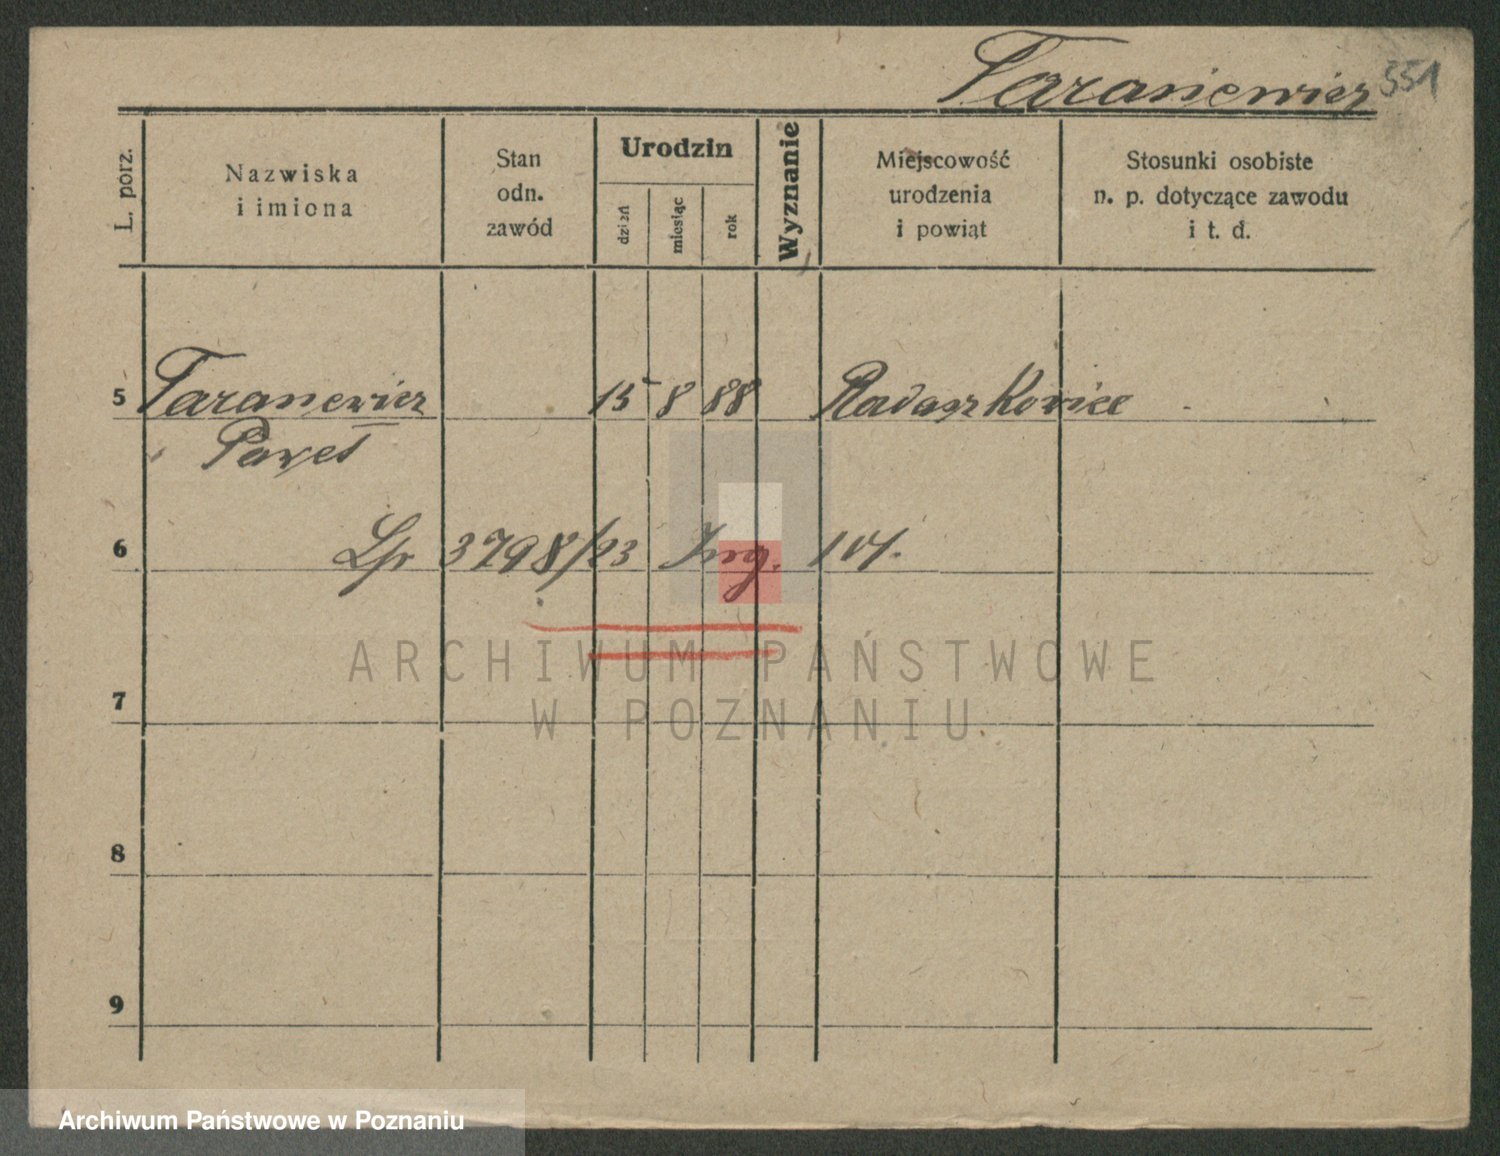 Taraniewicz 551
L. porz.
Nazwiska
i imiona
Stan
odn.
zawód
Urodzin
dzień
miesiąc
rok
Wyznanie
Miejscowość
urodzenia
i powiąt
Stosunki osobiste
n. p. dotyczące zawodu
i t. d.
5 Taraniewicz 15 8 88 Radaszkowice
Paweł
6 Lp 3798/23
7
8
9
ARCHIWUM PAŃSTWOWE
W POZNANIU
Archiwum Państwowe w Poznaniu